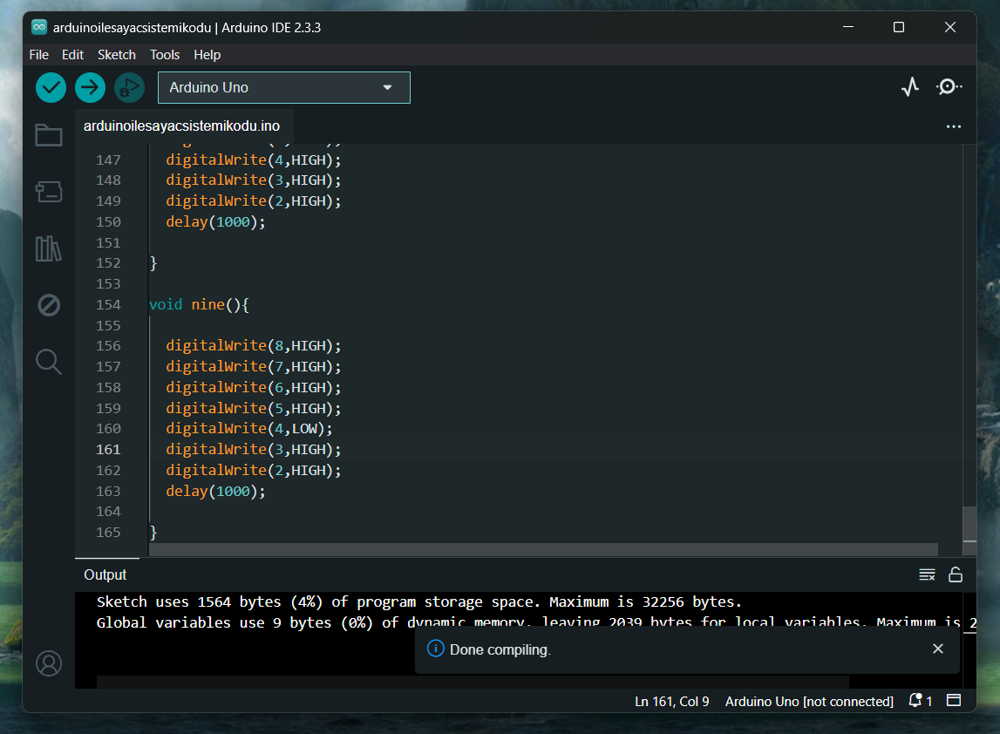 arduinoilesayacsistemikodu | Arduino IDE 2.3.3
File Edit Sketch Tools Help
Arduino Uno
arduinoilesayacsistemikodu.ino
147 digitalWrite(4,HIGH);
148 digitalWrite(3,HIGH);
149 digitalWrite(2,HIGH);
150 delay(1000);
151
152 }
153
154 void nine(){
155
156 digitalWrite(8,HIGH);
157 digitalWrite(7,HIGH);
158 digitalWrite(6,HIGH);
159 digitalWrite(5,HIGH);
160 digitalWrite(4,LOW);
161 digitalWrite(3,HIGH);
162 digitalWrite(2,HIGH);
163 delay(1000);
164
165 }
Output
Sketch uses 1564 bytes (4%) of program storage space. Maximum is 32256 bytes.
Global variables use 9 bytes (0%) of dynamic memory, leaving 2039 bytes for local variables. Maximum is 2
Done compiling.
Ln 161, Col 9 Arduino Uno [not connected] 1